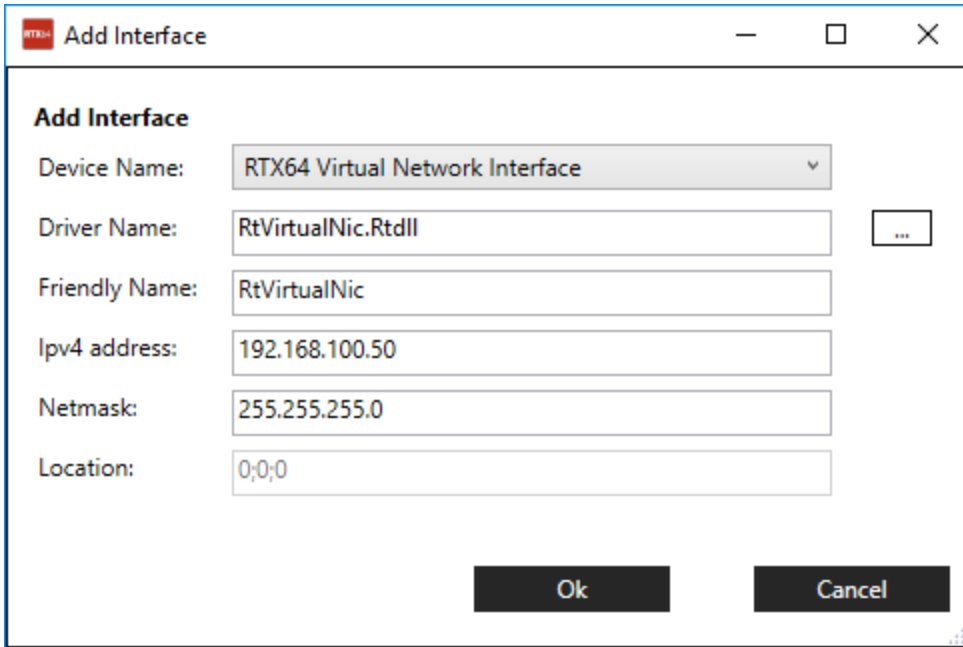 RTX64 Add Interface
Add Interface
Device Name: RTX64 Virtual Network Interface
Driver Name: RtVirtualNic.Rtdll ...
Friendly Name: RtVirtualNic
Ipv4 address: 192.168.100.50
Netmask: 255.255.255.0
Location: 0;0;0
Ok Cancel